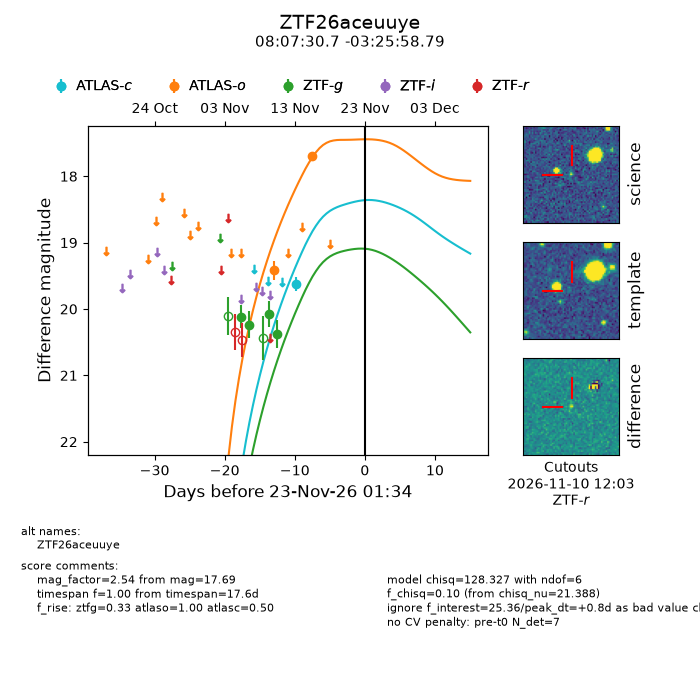 ZTF26aceuuye
08:07:30.7 -03:25:58.79
ATLAS-c
ATLAS-o
ZTF-g
ZTF-i
ZTF-r
24 Oct
03 Nov
13 Nov
23 Nov
03 Dec
18
19
20
21
22
Difference magnitude
−30
−20
−10
0
10
Days before 23-Nov-26 01:34
science
template
difference
Cutouts
2026-11-10 12:03
ZTF-r
alt names:
ZTF26aceuuye
score comments:
mag_factor=2.54 from mag=17.69
timespan f=1.00 from timespan=17.6d
f_rise: ztfg=0.33 atlaso=1.00 atlasc=0.50
model chisq=128.327 with ndof=6
f_chisq=0.10 (from chisq_nu=21.388)
ignore f_interest=25.36/peak_dt=+0.8d as bad value
no CV penalty: pre-t0 N_det=7